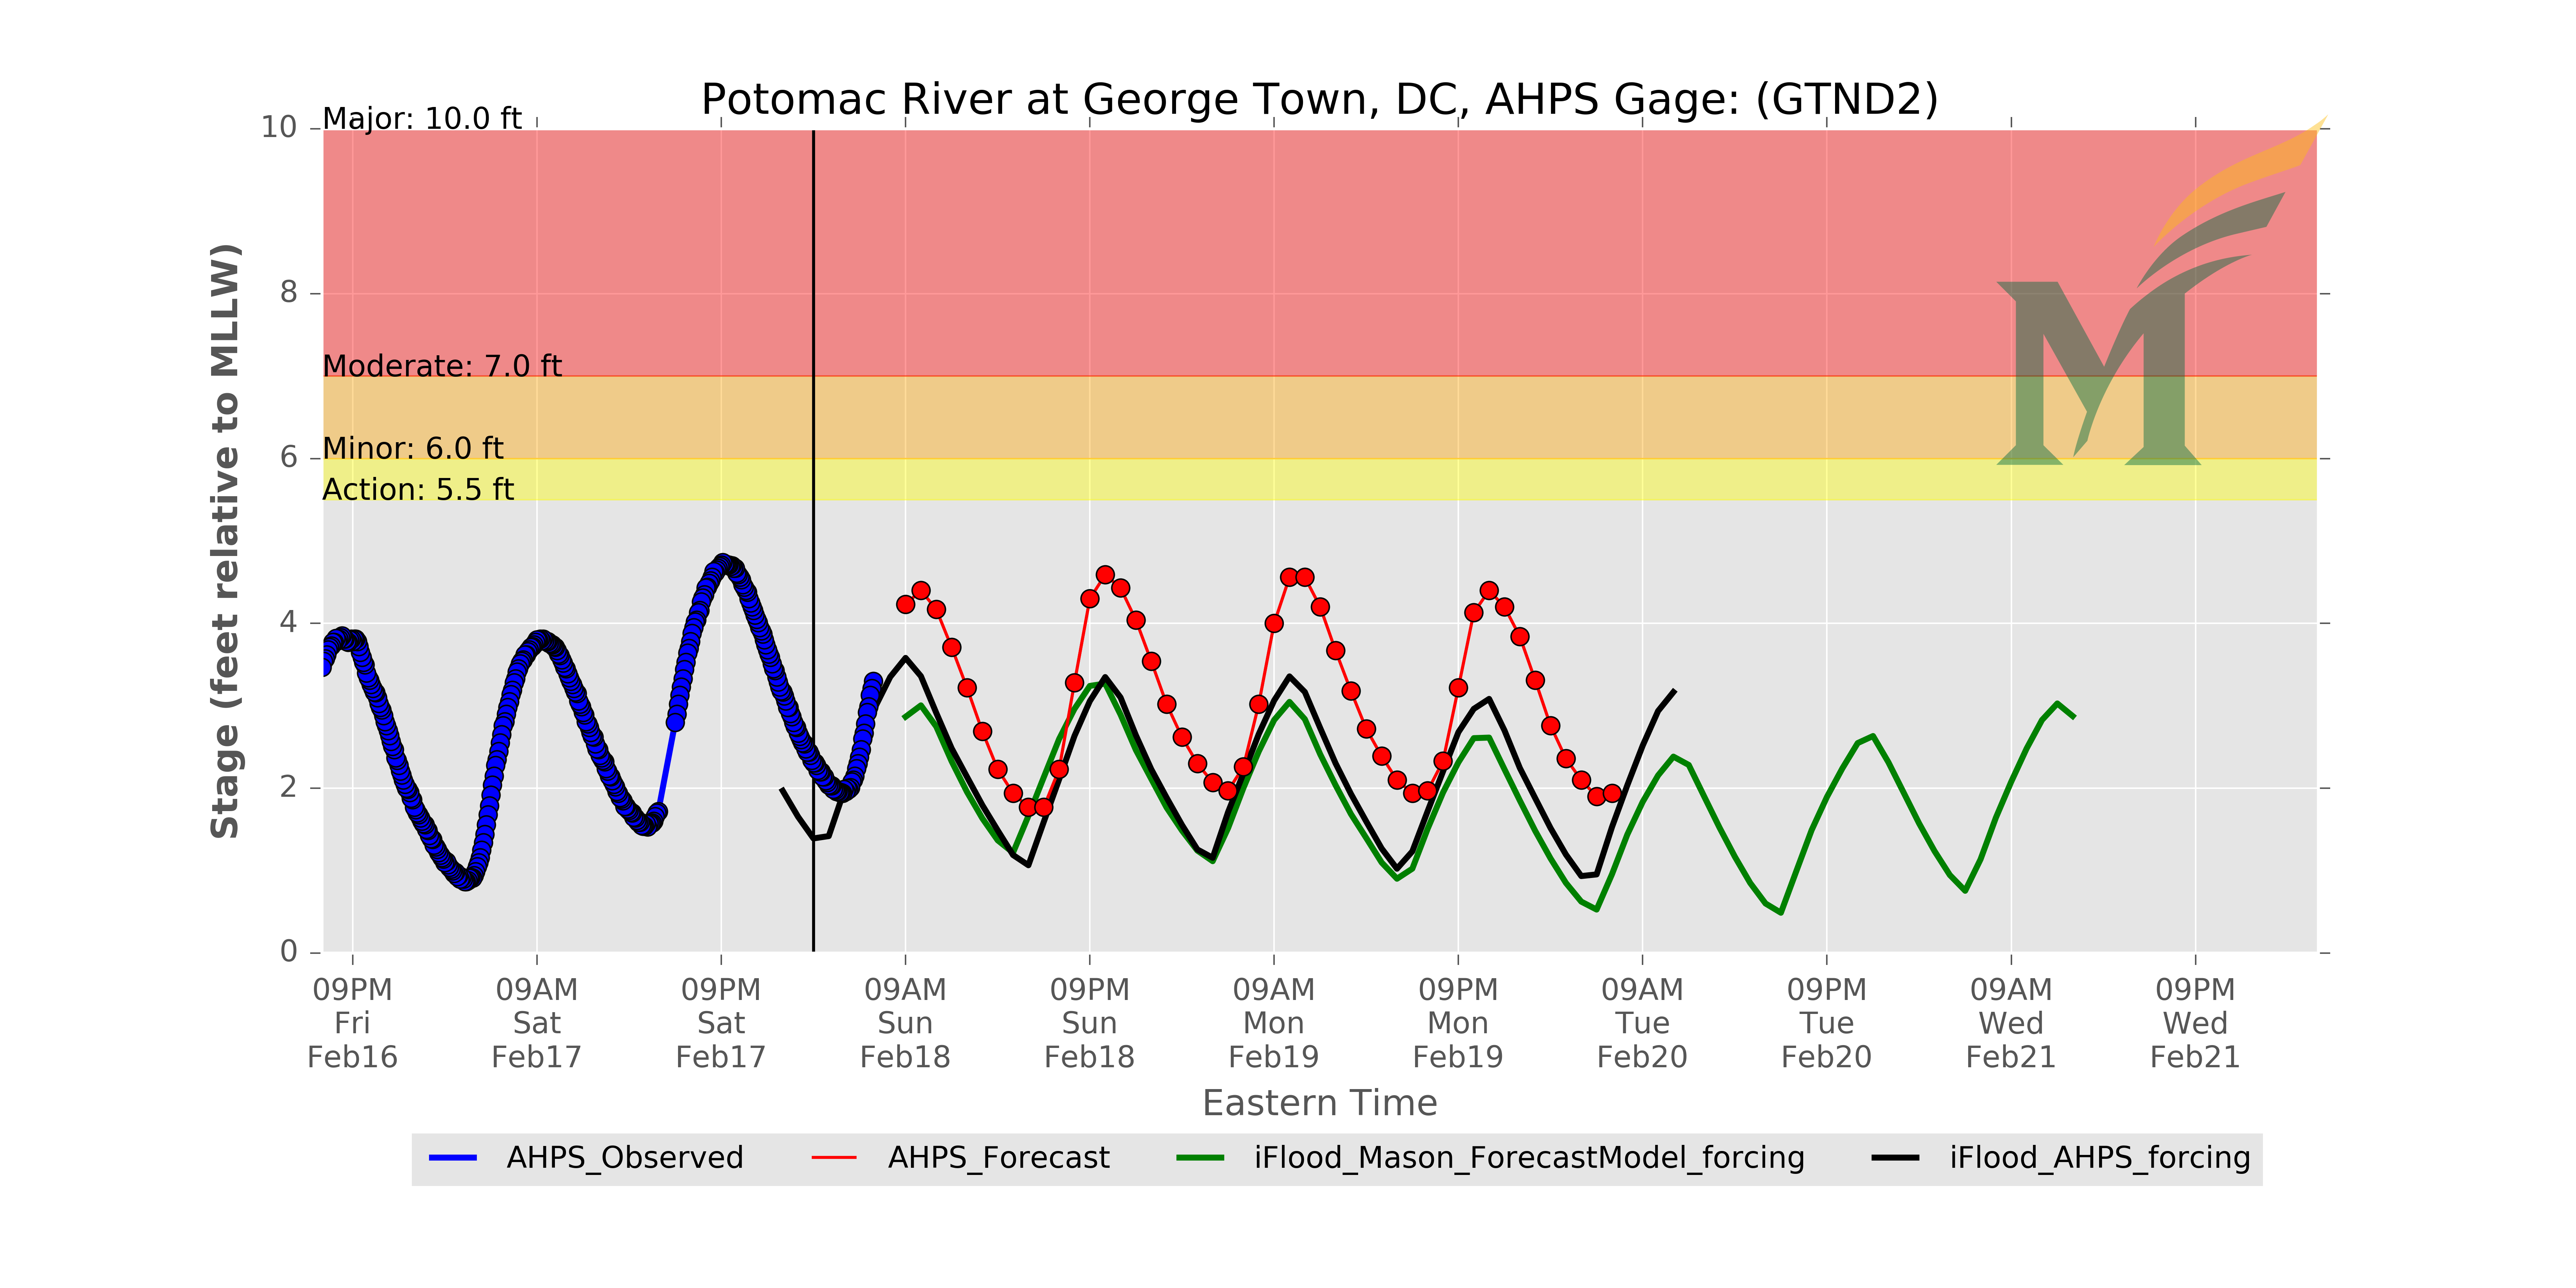 Potomac River at George Town, DC, AHPS Gage: (GTND2)
Major: 10.0 ft
Moderate: 7.0 ft
Minor: 6.0 ft
Action: 5.5 ft
Stage (feet relative to MLLW)
10
8
6
4
2
0
09PM 09AM 09PM 09AM 09PM 09AM 09PM 09AM 09PM 09AM 09PM
Fri Sat Sat Sun Sun Mon Mon Tue Tue Wed Wed
Feb16 Feb17 Feb17 Feb18 Feb18 Feb19 Feb19 Feb20 Feb20 Feb21 Feb21
Eastern Time
AHPS_Observed AHPS_Forecast iFlood_Mason_ForecastModel_forcing iFlood_AHPS_forcing
M